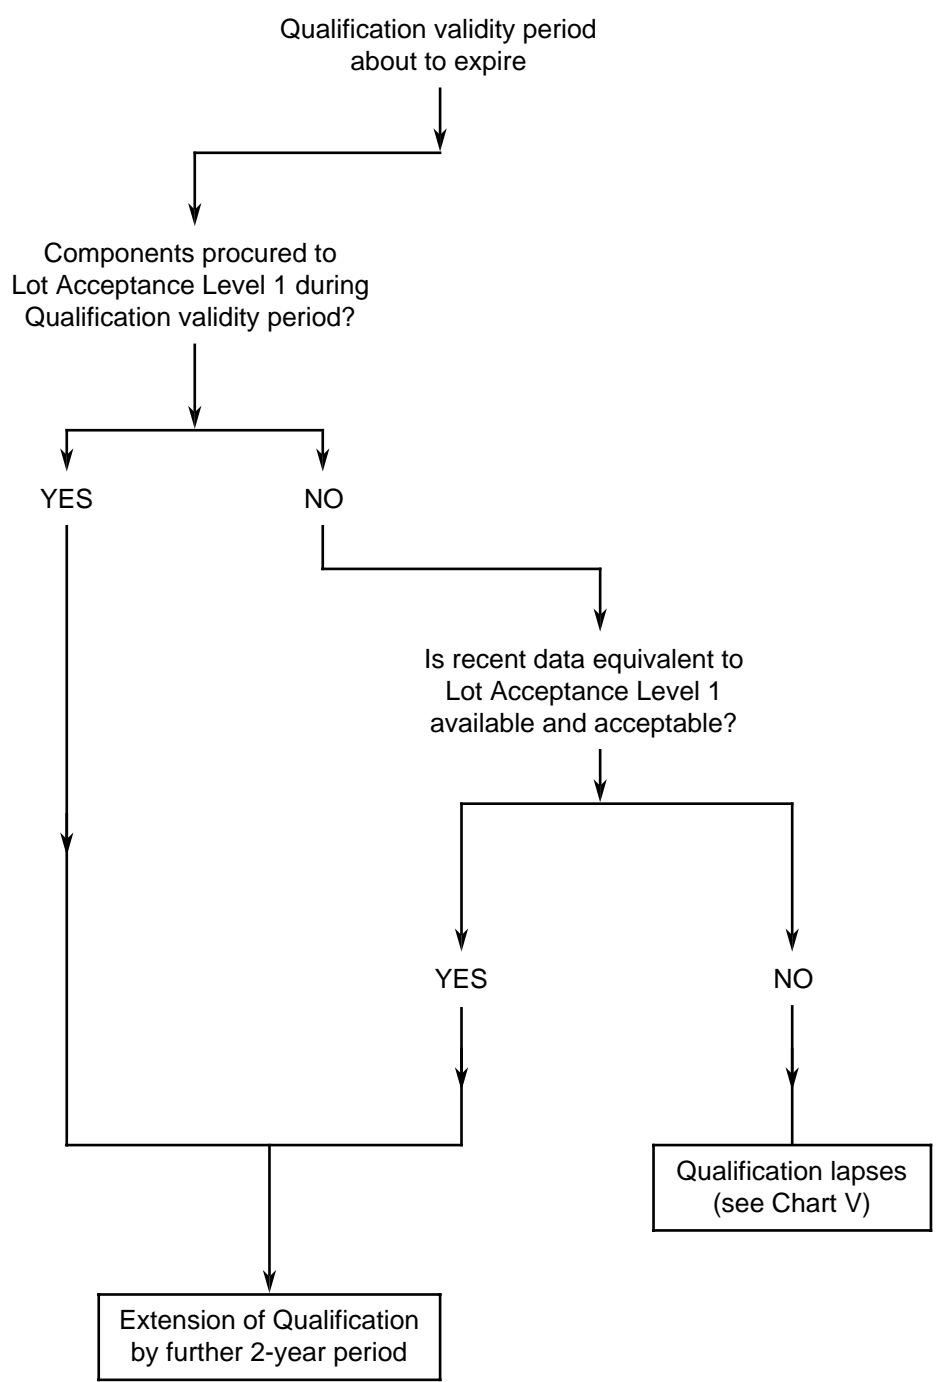 Qualification validity period
about to expire
Components procured to
Lot Acceptance Level 1 during
Qualification validity period?
YES
NO
Is recent data equivalent to
Lot Acceptance Level 1
available and acceptable?
YES
NO
Qualification lapses
(see Chart V)
Extension of Qualification
by further 2-year period